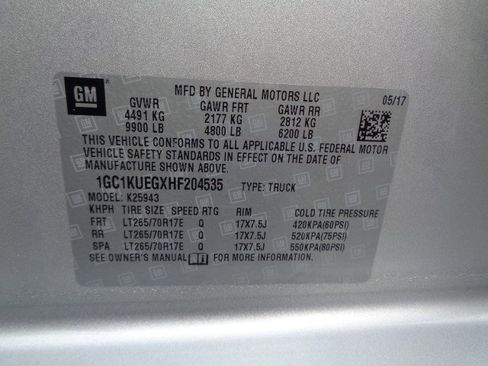 GM
MFD BY GENERAL MOTORS LLC
05/17
GVWR GAWR FRT GAWR RR
4491 KG 2177 KG 2812 KG
9900 LB 4800 LB 6200 LB
THIS VEHICLE CONFORMS TO ALL APPLICABLE U.S. FEDERAL MOTOR
VEHICLE SAFETY STANDARDS IN EFFECT ON THE DATE OF
MANUFACTURE SHOWN ABOVE.
1GC1KUEGXHF204535 TYPE: TRUCK
MODEL: K25943
KHPH TIRE SIZE SPEED RTG RIM COLD TIRE PRESSURE
FRT LT265/70R17E Q 17X7.5J 420KPA(60PSI)
RR LT265/70R17E Q 17X7.5J 520KPA(75PSI)
SPA LT265/70R17E Q 17X7.5J 550KPA(80PSI)
SEE OWNER'S MANUAL FOR MORE INFORMATION.